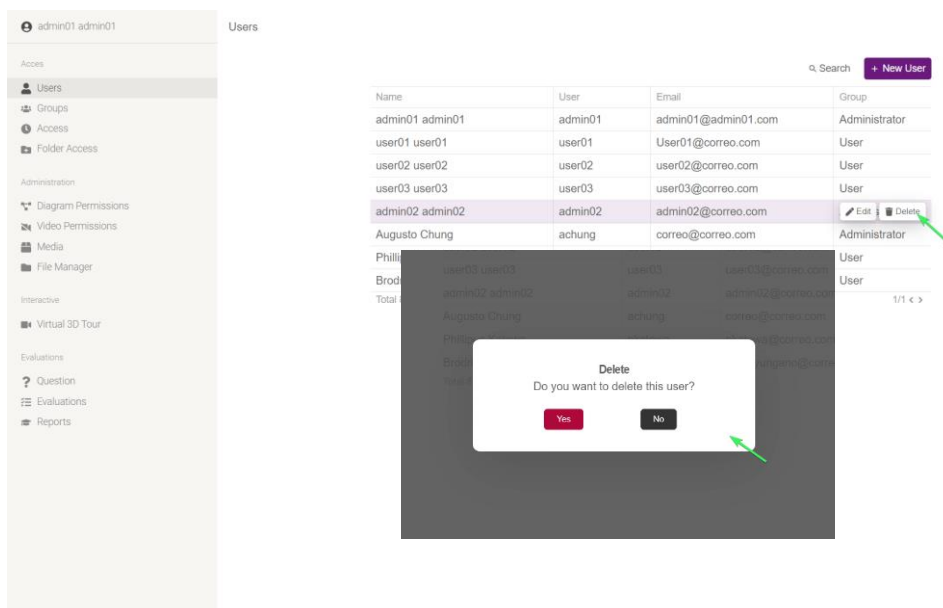 admin01 admin01
Users
Acces
Users
Groups
Access
Folder Access
Administration
Diagram Permissions
Video Permissions
Media
File Manager
Interactive
Virtual 3D Tour
Evaluations
Question
Evaluations
Reports
Search + New User
Name User Email Group
admin01 admin01 admin01 admin01@admin01.com Administrator
user01 user01 user01 User01@correo.com User
user02 user02 user02 user02@correo.com User
user03 user03 user03 user03@correo.com User
admin02 admin02 admin02 admin02@correo.com Edit Delete
Augusto Chung achung correo@correo.com Administrator
User
User
Total 1/1 < >
user03 user03 user03 user03@correo.com
admin02 admin02 admin02 admin02@correo.com
Augusto Chung achung correo@correo.com
Delete
Do you want to delete this user?
Yes No